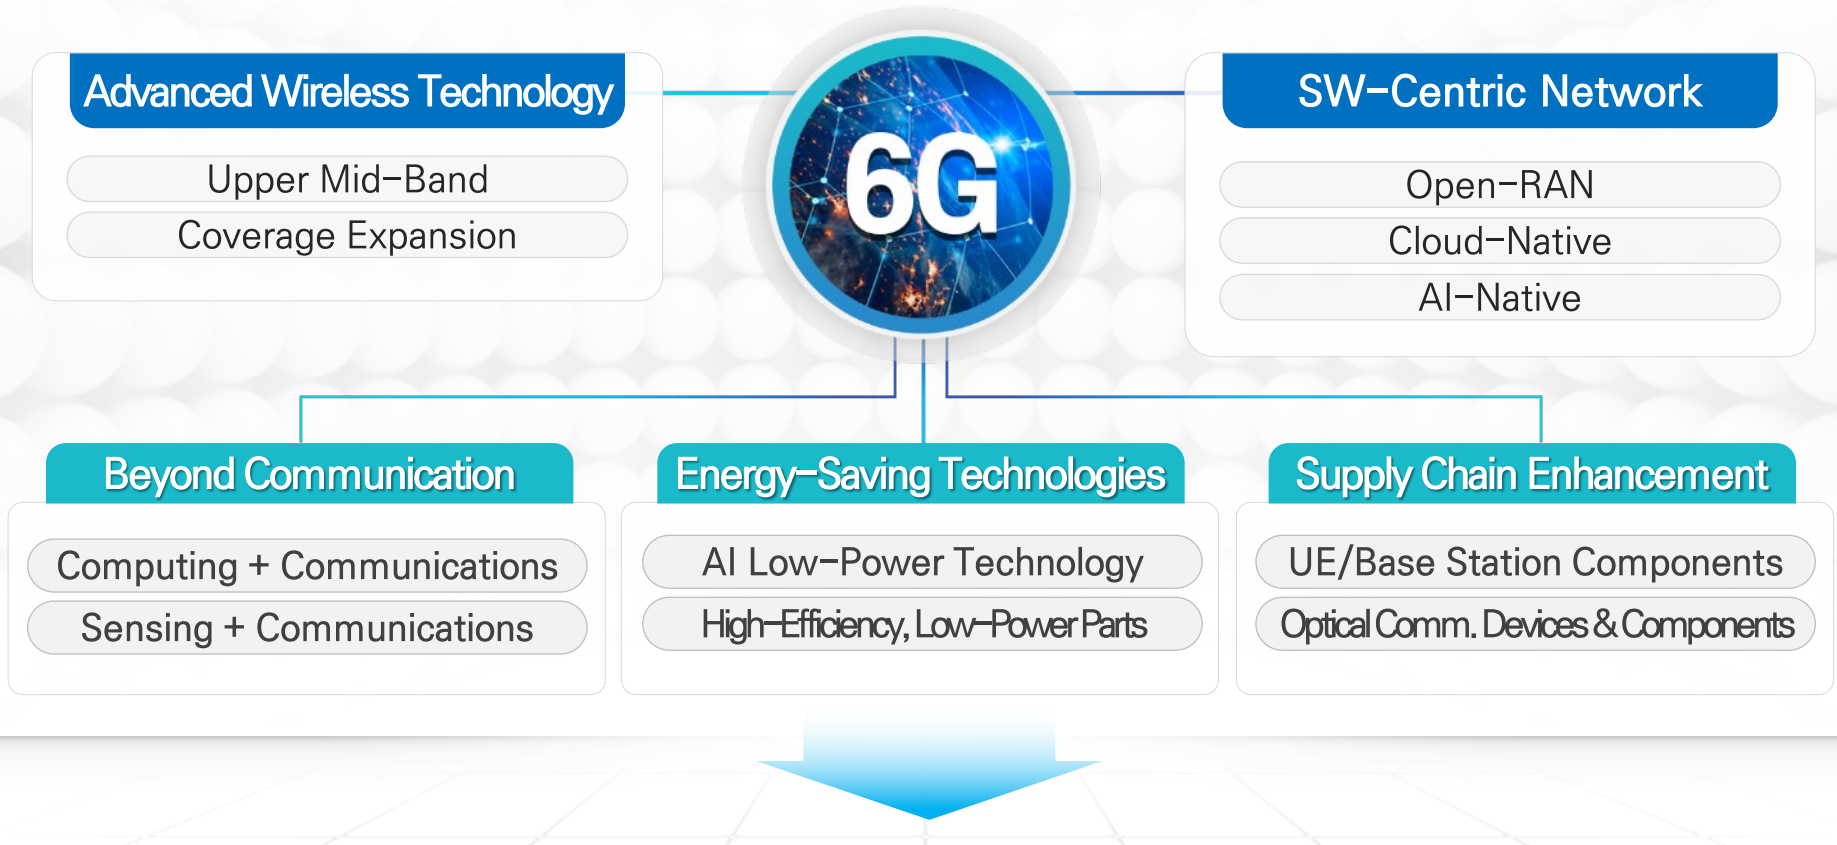 Advanced Wireless Technology
Upper Mid-Band
Coverage Expansion
6G
SW-Centric Network
Open-RAN
Cloud-Native
AI-Native
Beyond Communication
Computing + Communications
Sensing + Communications
Energy-Saving Technologies
AI Low-Power Technology
High-Efficiency, Low-Power Parts
Supply Chain Enhancement
UE/Base Station Components
Optical Comm. Devices & Components